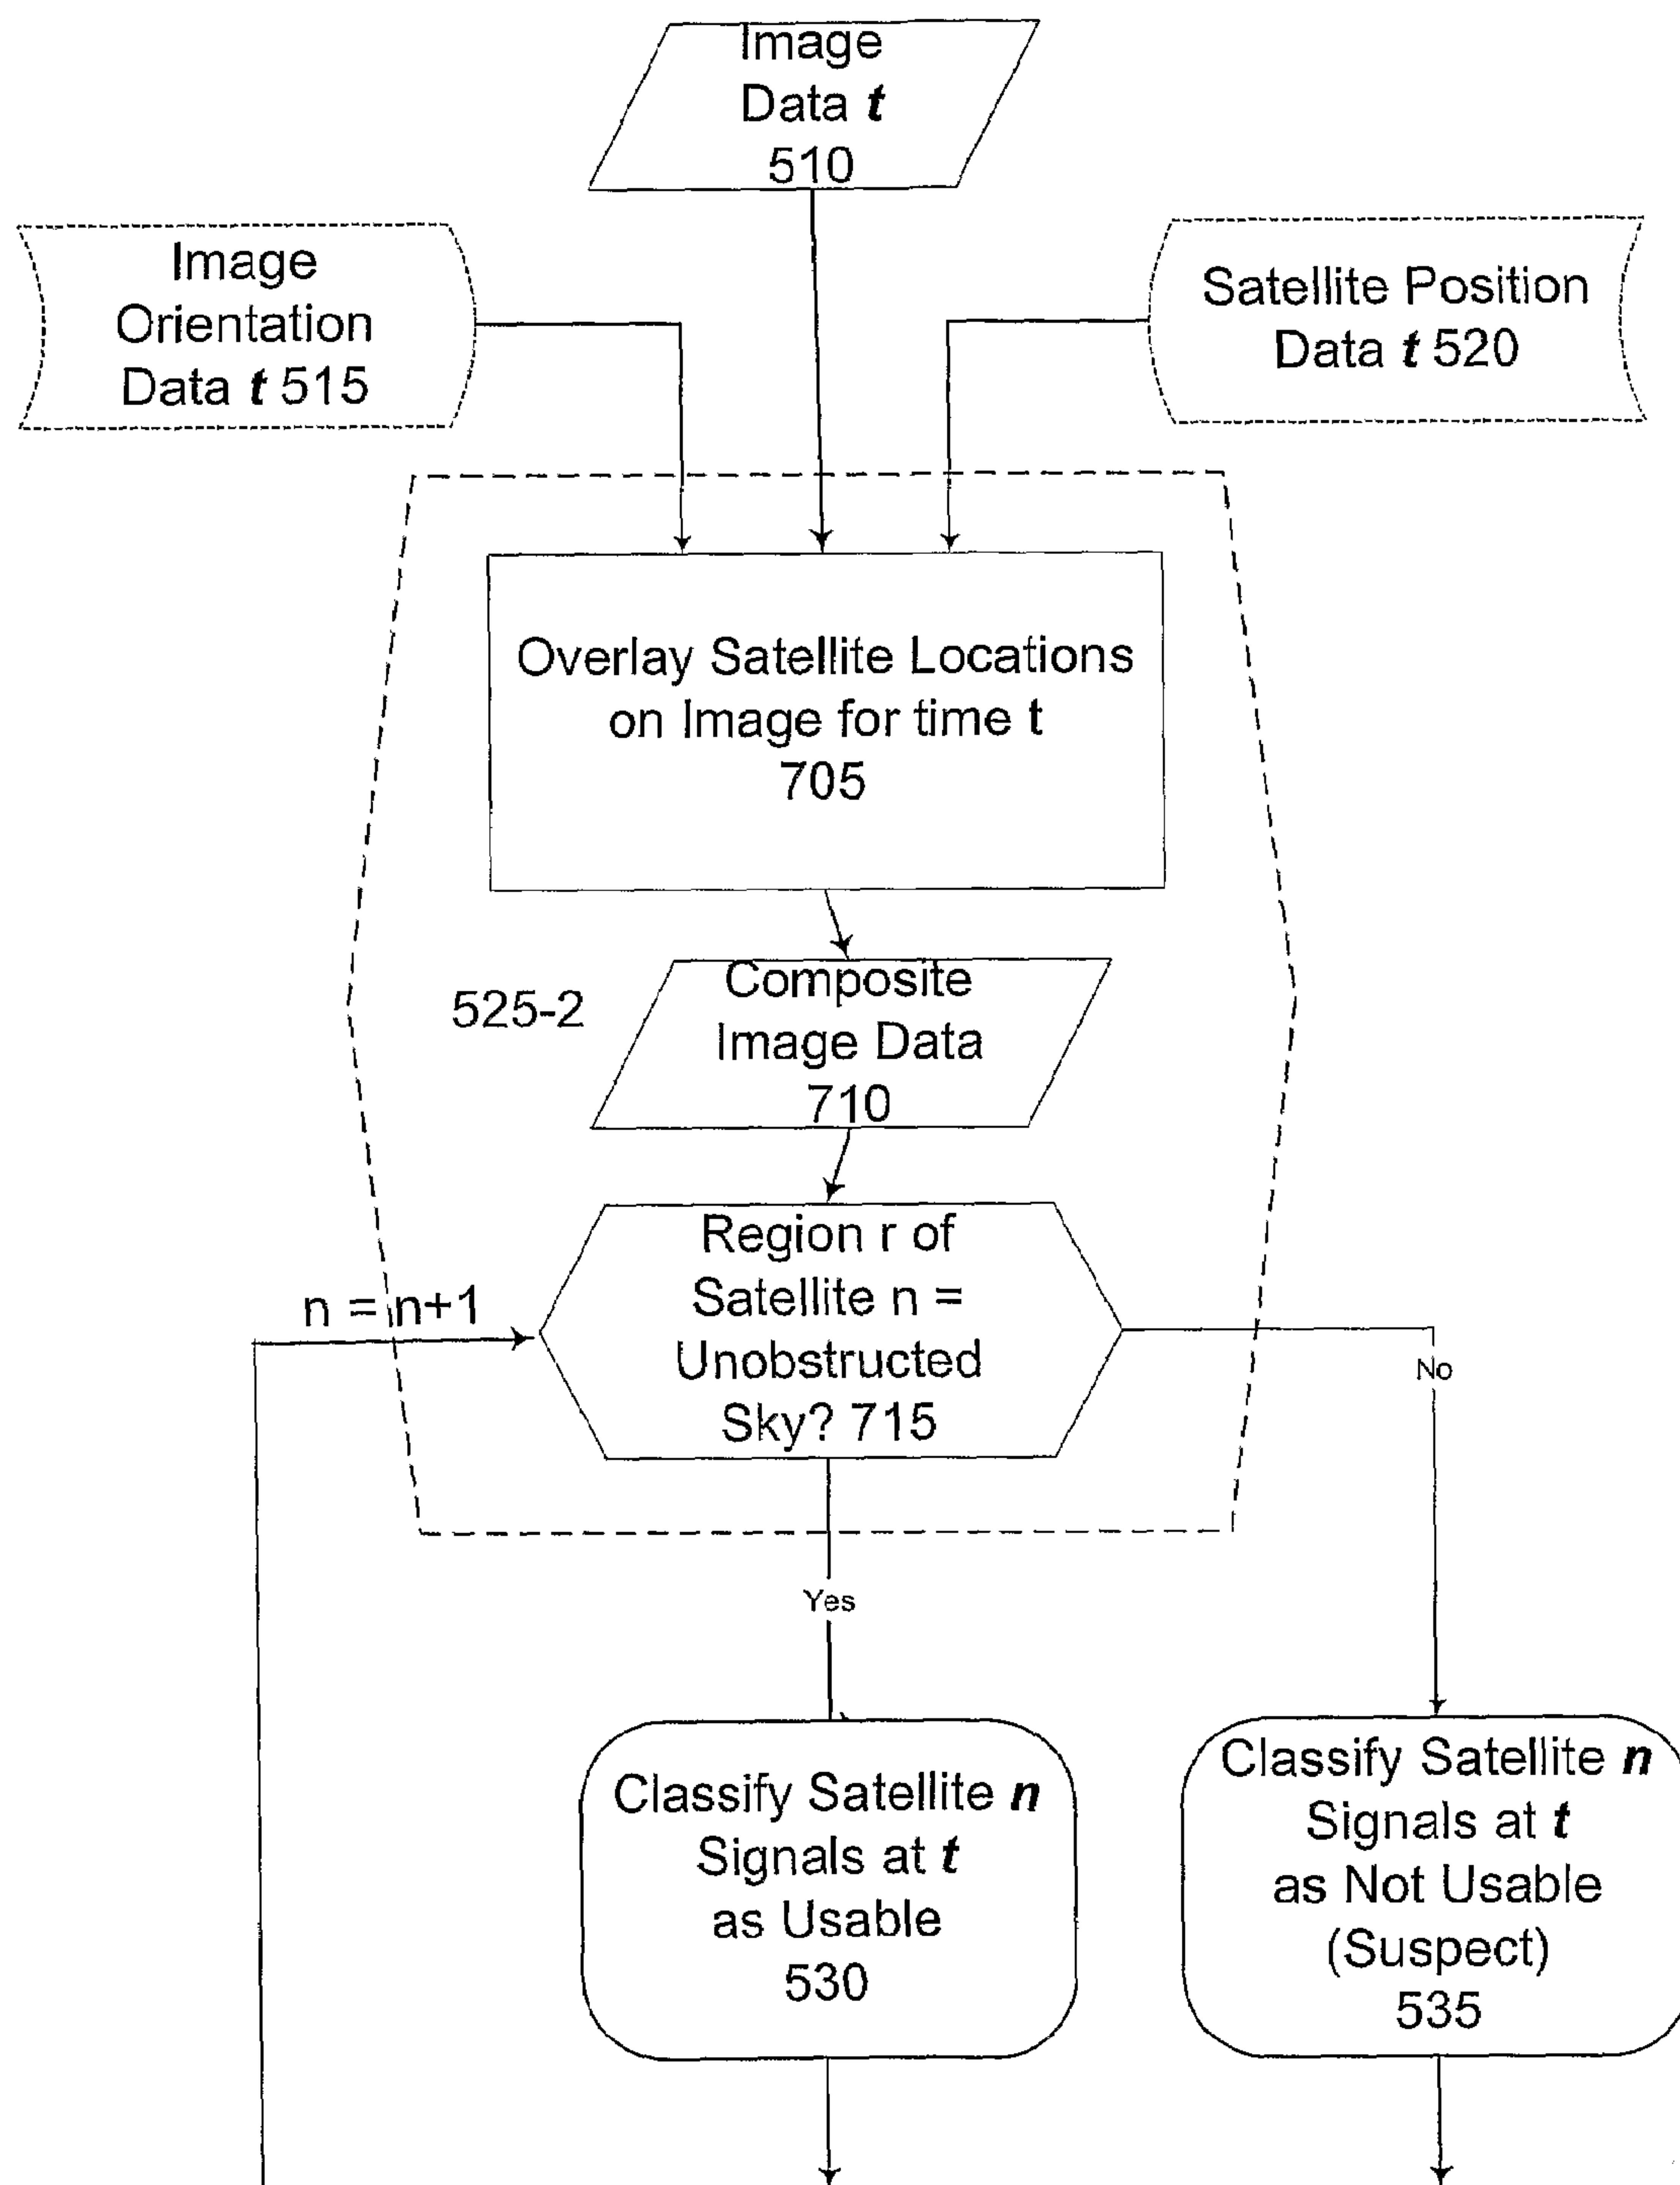 Image
Data t
510
Image
Orientation
Data t 515
Satellite Position
Data t 520
Overlay Satellite Locations
on Image for time t
705
525-2
Composite
Image Data
710
n = n+1
Region r of
Satellite n =
Unobstructed
Sky? 715
No
Yes
Classify Satellite n
Signals at t
as Usable
530
Classify Satellite n
Signals at t
as Not Usable
(Suspect)
535